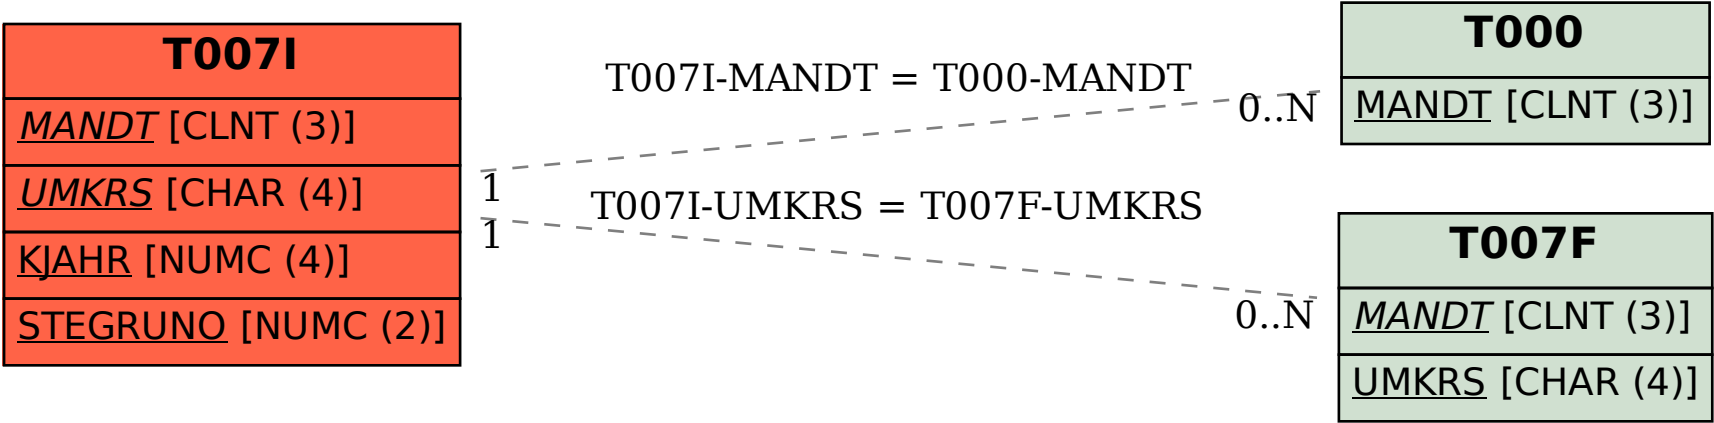 T007I
MANDT [CLNT (3)]
UMKRS [CHAR (4)]
KJAHR [NUMC (4)]
STEGRUNO [NUMC (2)]
T007I-MANDT = T000-MANDT
0..N
1
T007I-UMKRS = T007F-UMKRS
1
0..N
T000
MANDT [CLNT (3)]
T007F
MANDT [CLNT (3)]
UMKRS [CHAR (4)]